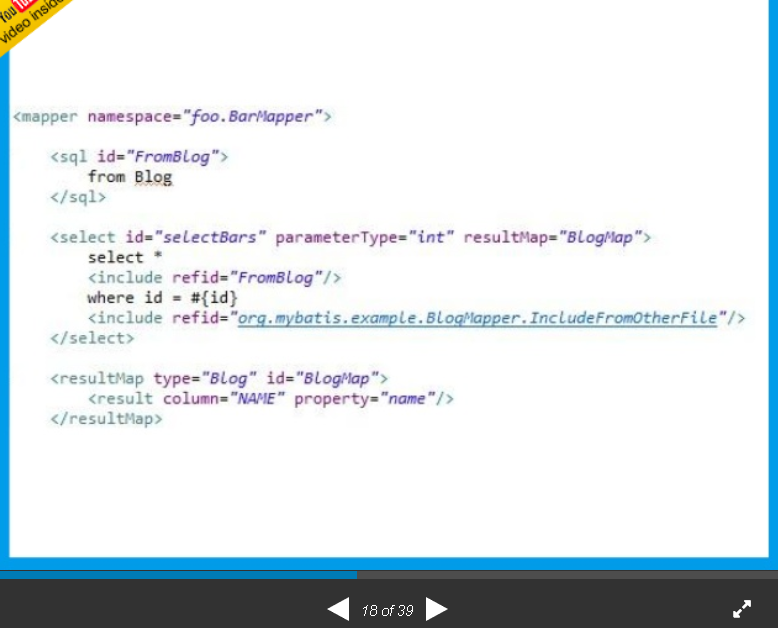 You Tube
video inside
<mapper namespace="foo.BarMapper">
<sql id="FromBlog">
from Blog
</sql>
<select id="selectBars" parameterType="int" resultMap="BlogMap">
select *
<include refid="FromBlog"/>
where id = #{id}
<include refid="org.mybatis.example.BlogMapper.IncludeFromOtherFile"/>
</select>
<resultMap type="Blog" id="BlogMap">
<result column="NAME" property="name"/>
</resultMap>
18 of 39